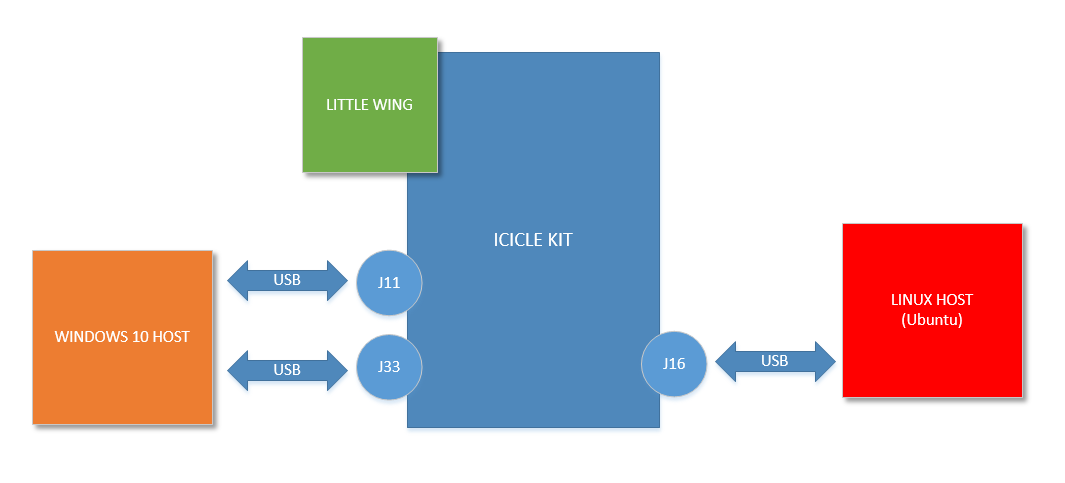 LITTLE WING
ICICLE KIT
WINDOWS 10 HOST
USB
J11
USB
J33
J16
USB
LINUX HOST
(Ubuntu)